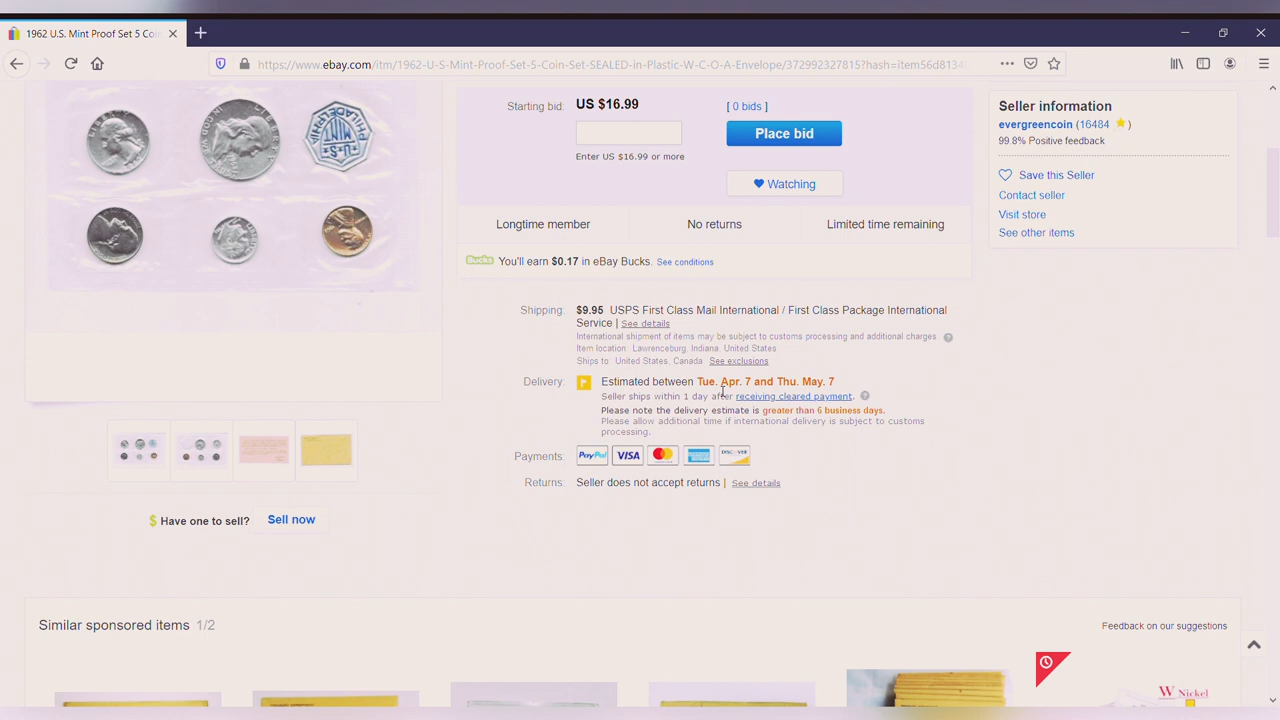 1962 U.S. Mint Proof Set 5 Coi
https://www.ebay.com/itm/1962-U-S-Mint-Proof-Set-5-Coin-Set-SEALED-in-Plastic-W-C-O-A-Envelope/372992327815?hash=item56d8134
Starting bid: US $16.99 [ 0 bids ]
Place bid
Enter US $16.99 or more
Watching
Longtime member No returns Limited time remaining
Bucks You'll earn $0.17 in eBay Bucks. See conditions
Seller information
evergreencoin (16484 )
99.8% Positive feedback
Save this Seller
Contact seller
Visit store
See other items
PHILADELPHIA
U.S. MINT
Shipping: $9.95 USPS First Class Mail International / First Class Package International
Service | See details
International shipment of items may be subject to customs processing and additional charges
Item location: Lawrenceburg, Indiana, United States
Ships to: United States, Canada See exclusions
Delivery: Estimated between Tue. Apr. 7 and Thu. May. 7
Seller ships within 1 day after receiving cleared payment.
Please note the delivery estimate is greater than 6 business days.
Please allow additional time if international delivery is subject to customs
processing.
Payments: PayPal VISA DISCOVER
Returns: Seller does not accept returns | See details
$ Have one to sell? Sell now
Similar sponsored items 1/2
Feedback on our suggestions
W Nickel